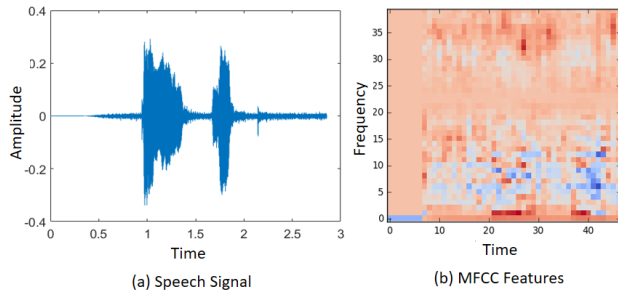 0.4
0.2
0
-0.2
-0.4
Amplitude
0 0.5 1 1.5 2 2.5 3
Time
(a) Speech Signal
35
30
25
20
15
10
5
0
Frequency
0 10 20 30 40
Time
(b) MFCC Features